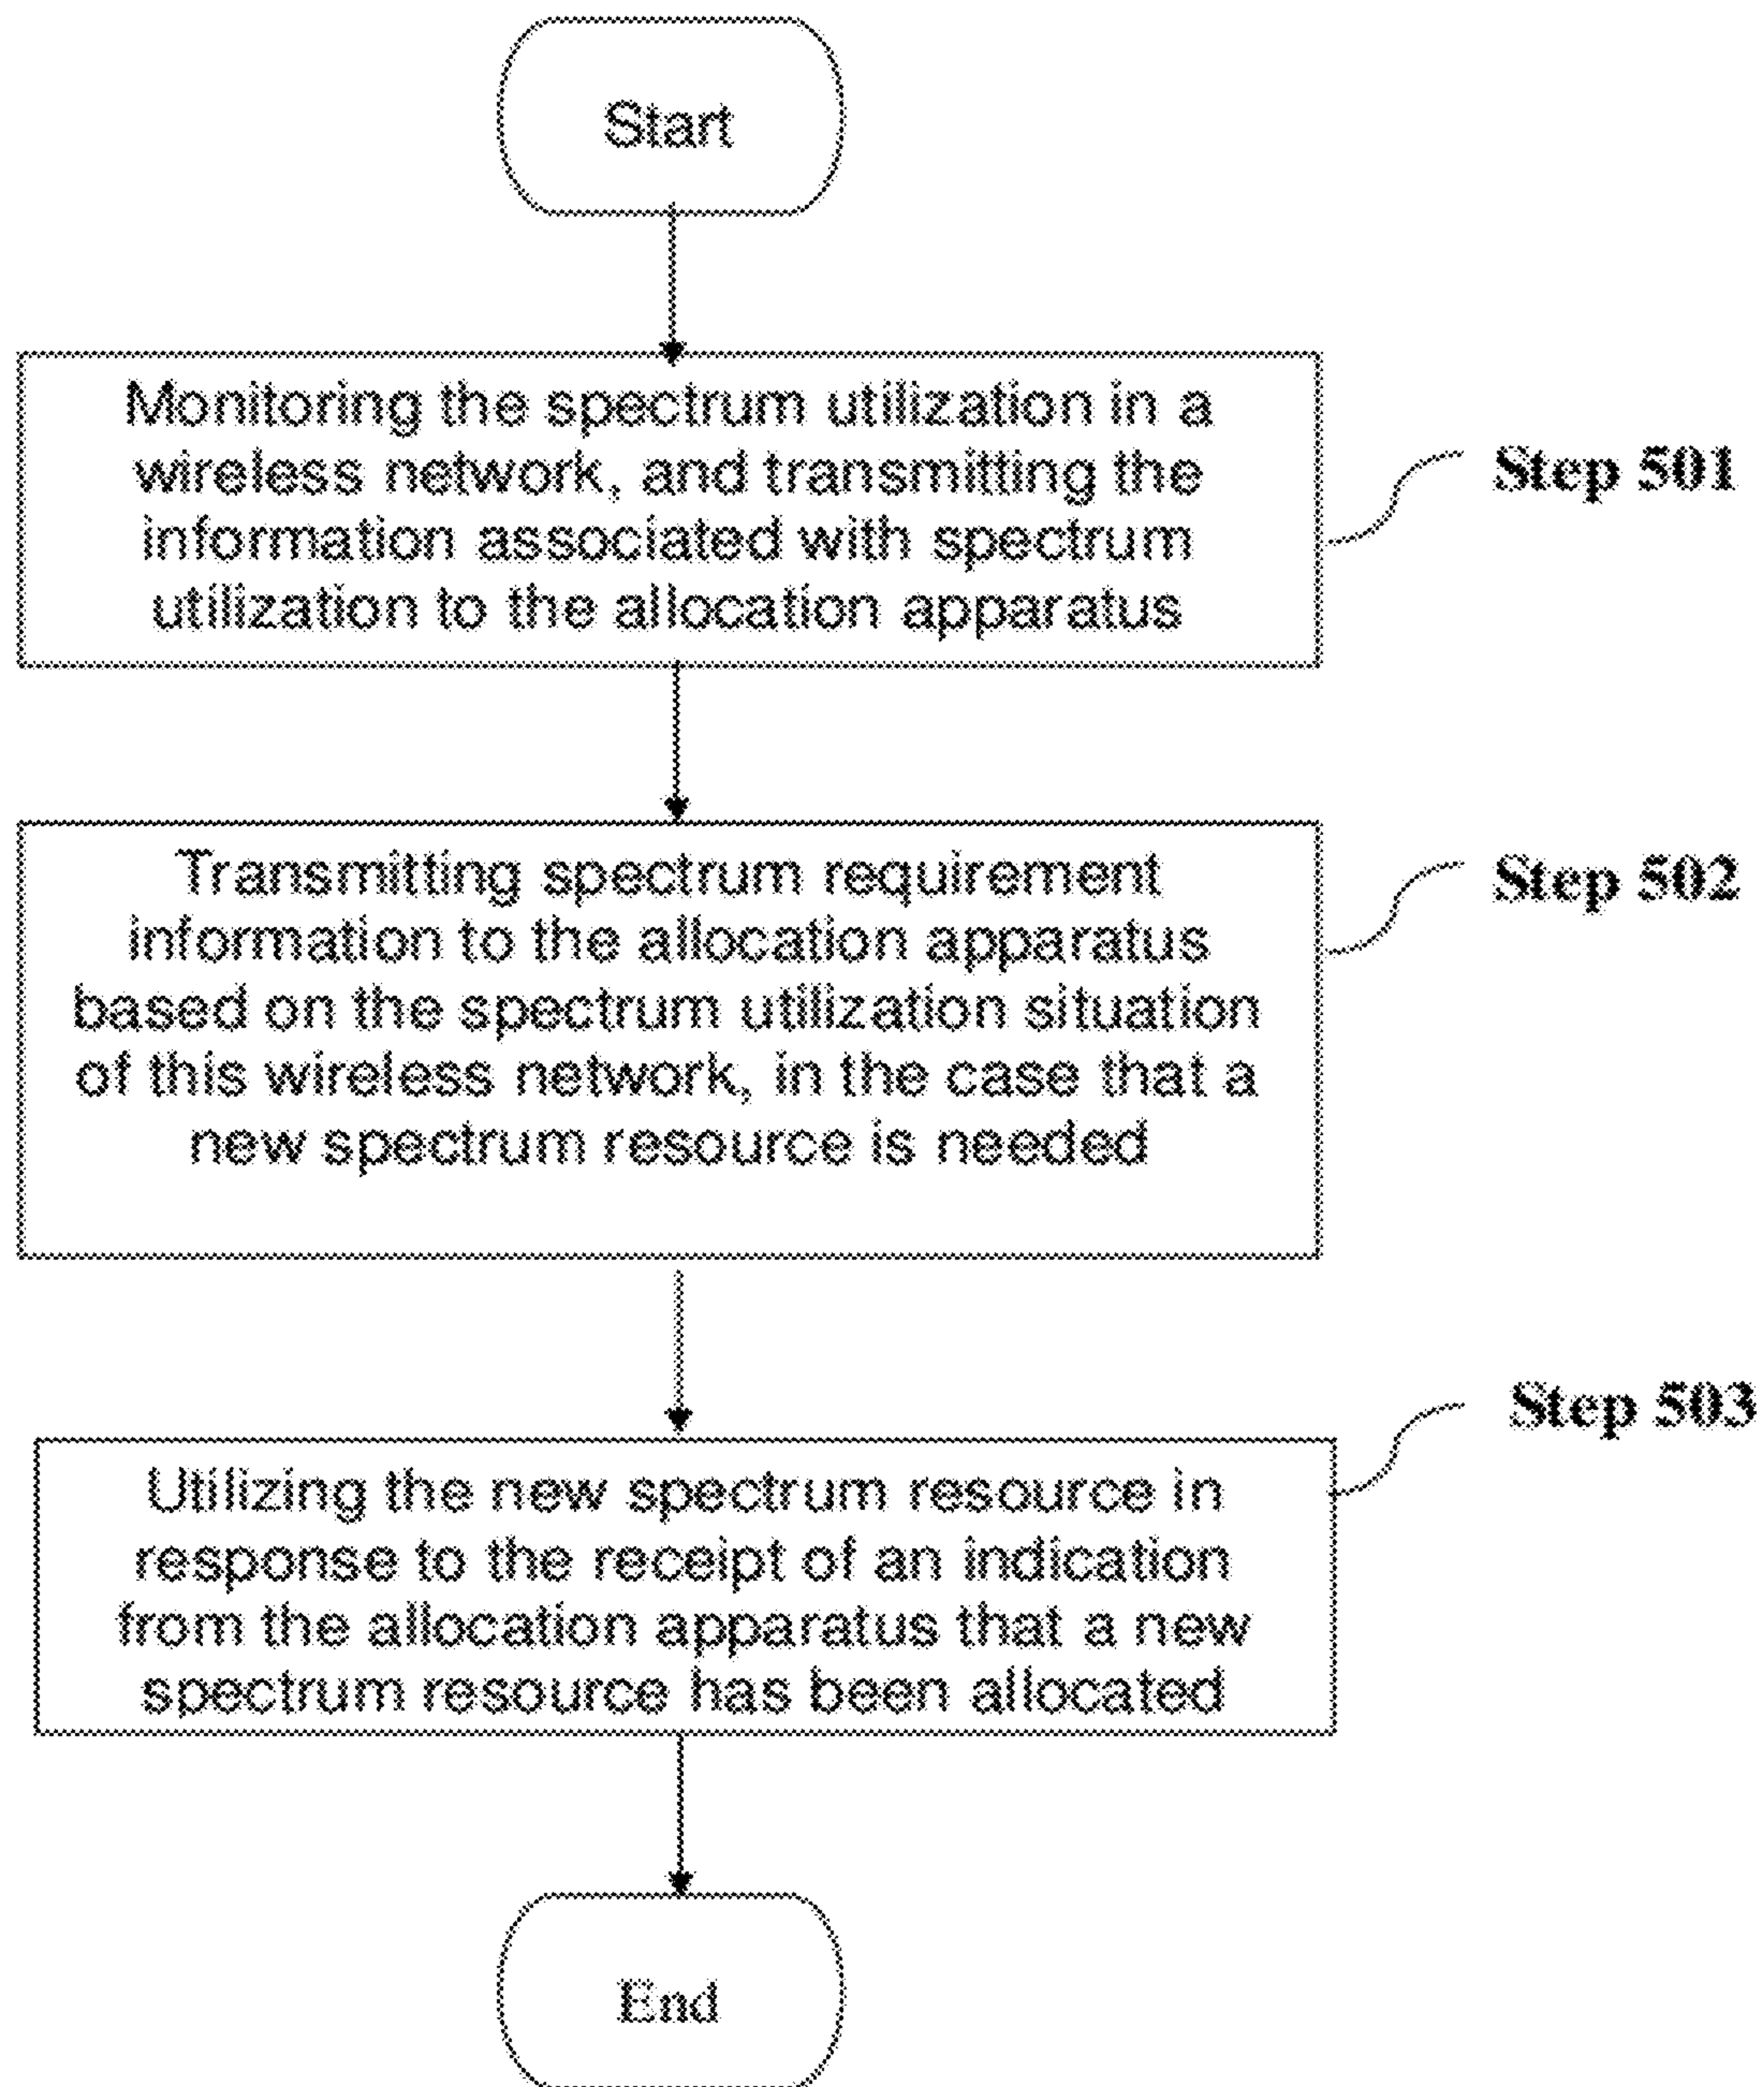 Start
Monitoring the spectrum utilization in a
wireless network, and transmitting the
information associated with spectrum
utilization to the allocation apparatus
Step 501
Transmitting spectrum requirement
information to the allocation apparatus
based on the spectrum utilization situation
of this wireless network, in the case that a
new spectrum resource is needed
Step 502
Utilizing the new spectrum resource in
response to the receipt of an indication
from the allocation apparatus that a new
spectrum resource has been allocated
Step 503
End